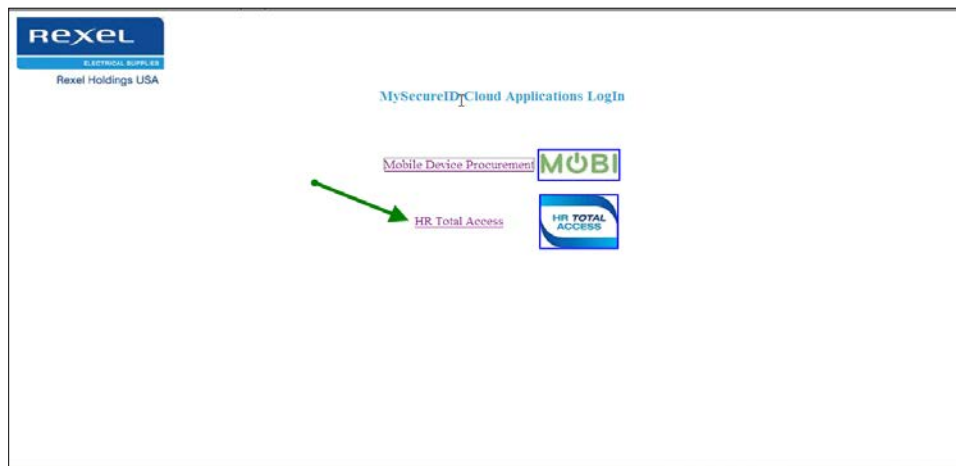 REXEL
ELECTRICAL SUPPLIES
Rexel Holdings USA
MySecureID Cloud Applications LogIn
Mobile Device Procurement MOBI
HR Total Access HR TOTAL
ACCESS